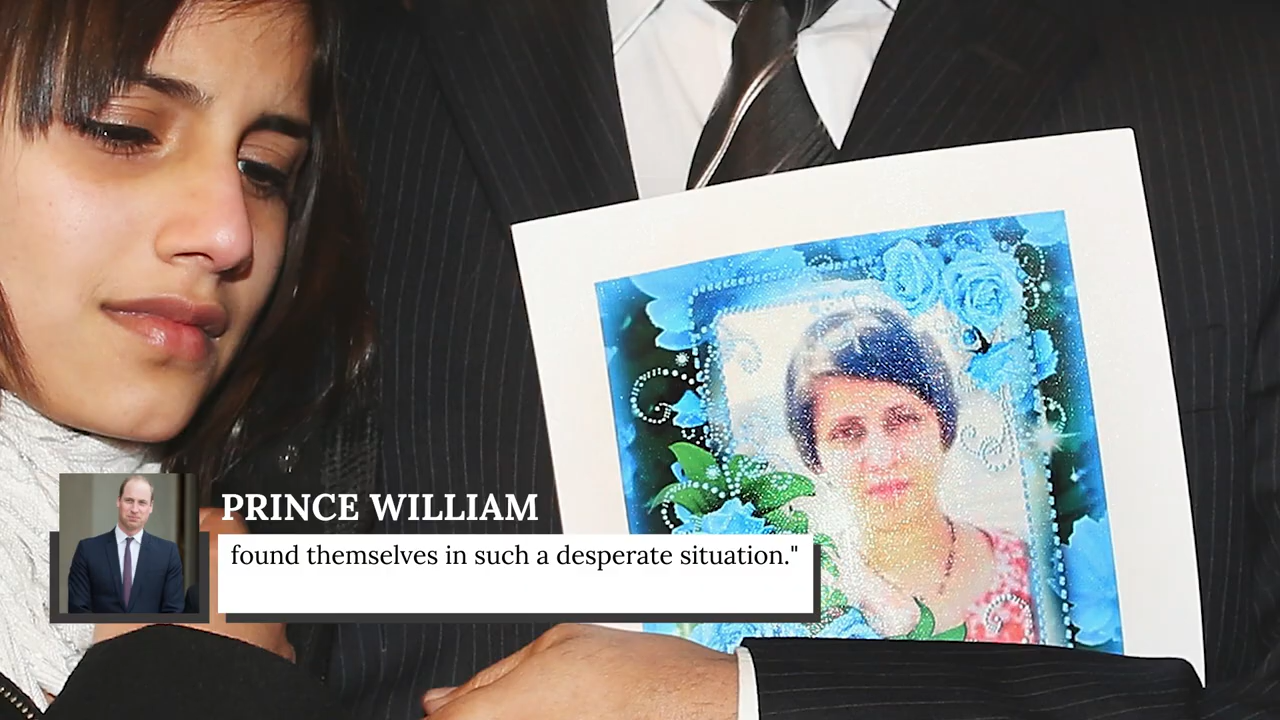 PRINCE WILLIAM
found themselves in such a desperate situation."